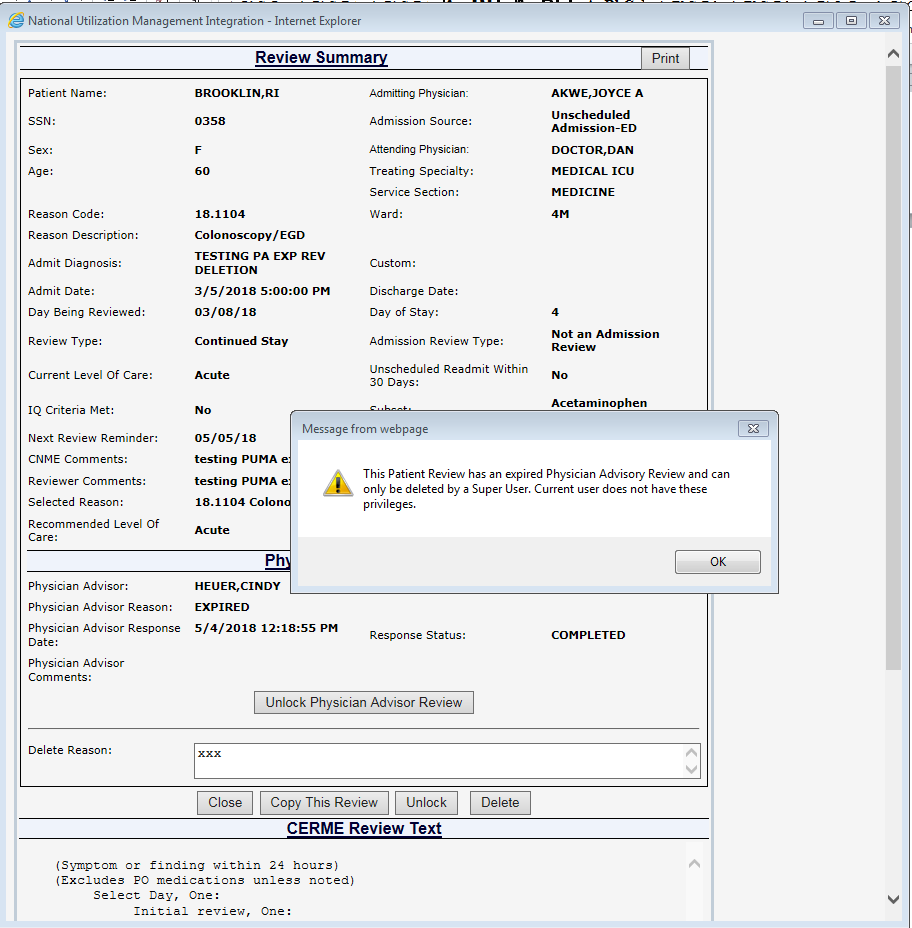 National Utilization Management Integration - Internet Explorer
Review Summary
Print
Patient Name: BROOKLIN,RI Admitting Physician: AKWE,JOYCE A
SSN: 0358 Admission Source: Unscheduled
Admission-ED
Sex: F Attending Physician: DOCTOR,DAN
Age: 60 Treating Specialty: MEDICAL ICU
Service Section: MEDICINE
Reason Code: 18.1104 Ward: 4M
Reason Description: Colonoscopy/EGD
Admit Diagnosis: TESTING PA EXP REV
DELETION
Custom:
Admit Date: 3/5/2018 5:00:00 PM Discharge Date:
Day Being Reviewed: 03/08/18 Day of Stay: 4
Review Type: Continued Stay Admission Review Type: Not an Admission
Review
Current Level Of Care: Acute Unscheduled Readmit Within
30 Days:
No
IQ Criteria Met: No Subset: Acetaminophen
Next Review Reminder: 05/05/18
CNME Comments: testing PUMA e
Reviewer Comments: testing PUMA e
Selected Reason: 18.1104 Colono
Recommended Level Of
Care:
Acute
Message from webpage
This Patient Review has an expired Physician Advisory Review and can
only be deleted by a Super User. Current user does not have these
privileges.
OK
Phy
Physician Advisor: HEUER,CINDY
Physician Advisor Reason: EXPIRED
Physician Advisor Response
Date:
5/4/2018 12:18:55 PM Response Status: COMPLETED
Physician Advisor
Comments:
Unlock Physician Advisor Review
Delete Reason: xxx
Close Copy This Review Unlock Delete
CERME Review Text
(Symptom or finding within 24 hours)
(Excludes PO medications unless noted)
Select Day, One:
Initial review, One: